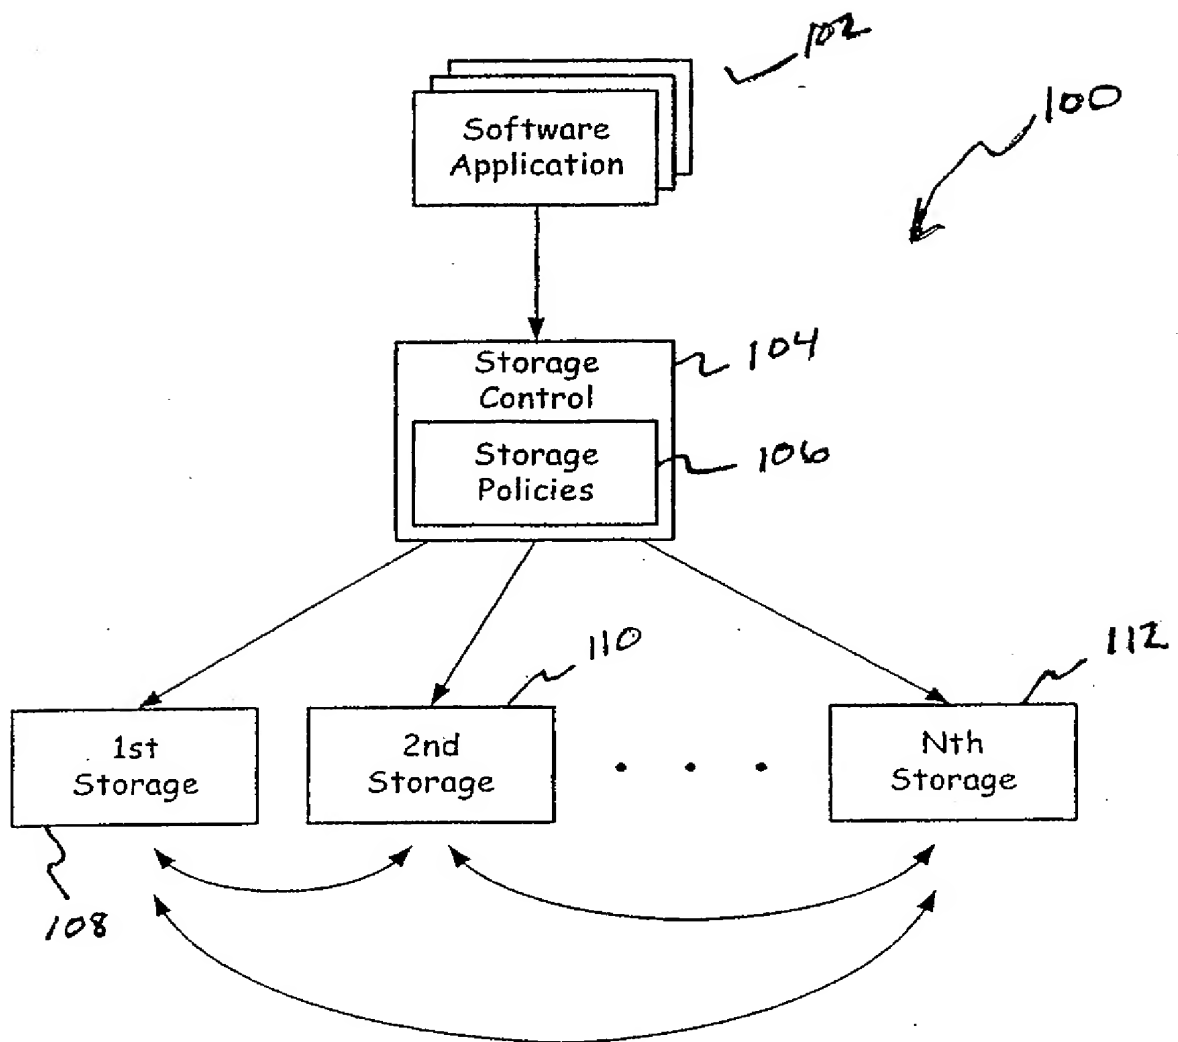 102
100
Software
Application
Storage
Control
104
Storage
Policies
106
110
112
1st
Storage
2nd
Storage
. . .
Nth
Storage
108